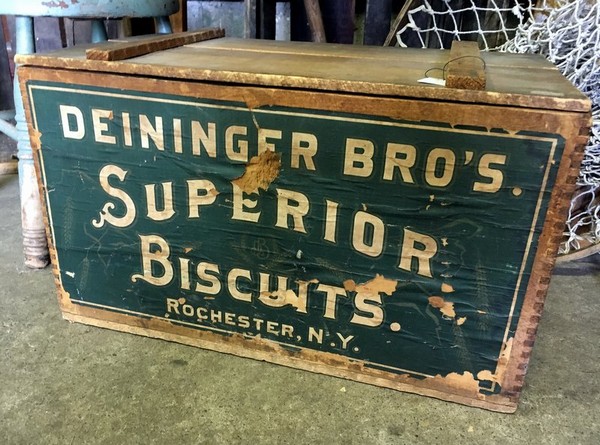 DEININGER BRO'S.
SUPERIOR
BISCUITS
ROCHESTER, N.Y.